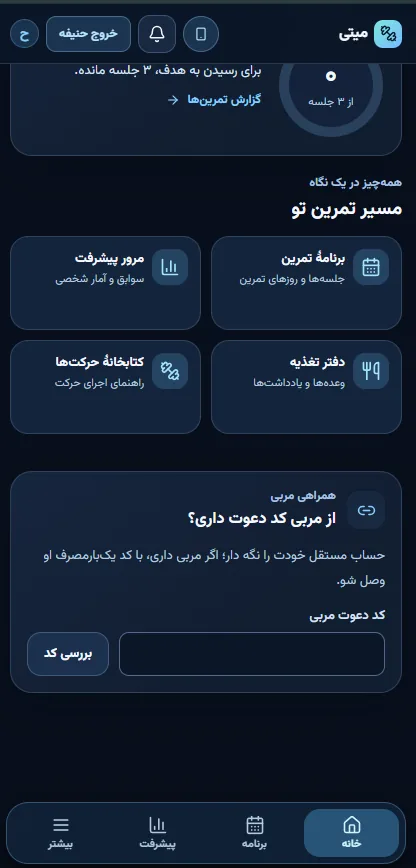 میتی
خروج حنیفه
ح
برای رسیدن به هدف، ۳ جلسه مانده.
گزارش تمرین‌ها
۰
از ۳ جلسه
همه‌چیز در یک نگاه
مسیر تمرین تو
برنامهٔ تمرین
جلسه‌ها و روزهای تمرین
مرور پیشرفت
سوابق و آمار شخصی
دفتر تغذیه
وعده‌ها و یادداشت‌ها
کتابخانهٔ حرکت‌ها
راهنمای اجرای حرکت
همراهی مربی
از مربی کد دعوت داری؟
حساب مستقل خودت را نگه دار؛ اگر مربی داری، با کد یک‌بارمصرف او
وصل شو.
کد دعوت مربی
بررسی کد
خانه
برنامه
پیشرفت
بیشتر